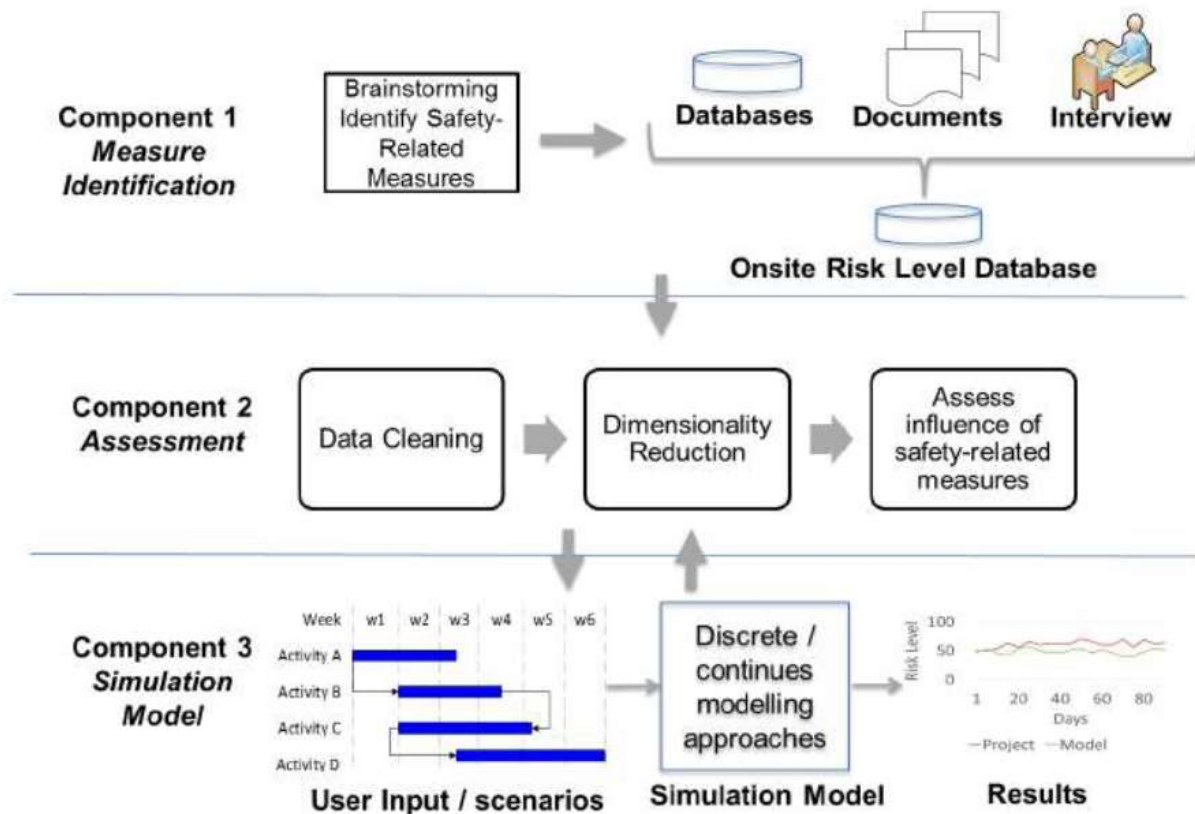 Component 1
Measure
Identification
Brainstorming
Identify Safety-
Related
Measures
Databases
Documents
Interview
Onsite Risk Level Database
Component 2
Assessment
Data Cleaning
Dimensionality
Reduction
Assess
influence of
safety-related
measures
Component 3
Simulation
Model
Week w1 w2 w3 w4 w5 w6
Activity A
Activity B
Activity C
Activity D
User Input / scenarios
Discrete /
continues
modelling
approaches
Simulation Model
Risk Level
100
50
0
1 20 40 60 80
Days
Project Model
Results